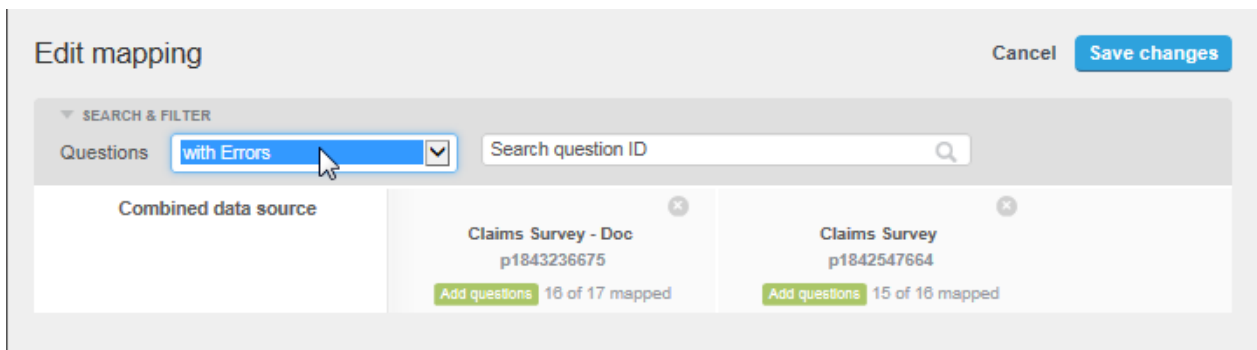 Edit mapping
Cancel
Save changes
SEARCH & FILTER
Questions
with Errors
Search question ID
Combined data source
Claims Survey - Doc
p1843236675
Add questions 16 of 17 mapped
Claims Survey
p1842547664
Add questions 15 of 16 mapped